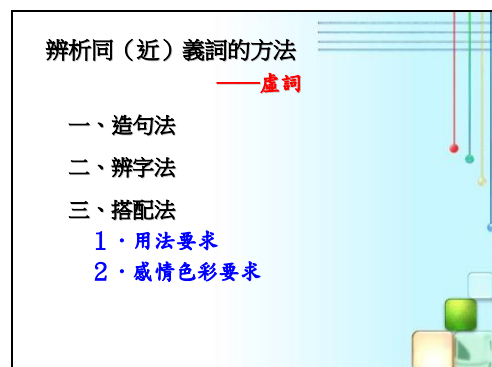 辨析同（近）義詞的方法
——虛詞
一、造句法
二、辨字法
三、搭配法
１．用法要求
２．感情色彩要求